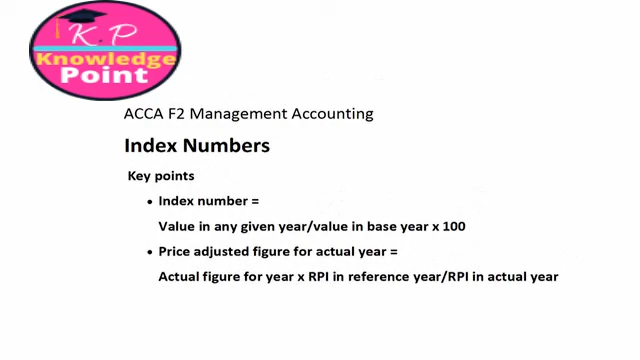 K.P
Knowledge
Point
ACCA F2 Management Accounting
Index Numbers
Key points
• Index number =
Value in any given year/value in base year x 100
• Price adjusted figure for actual year =
Actual figure for year x RPI in reference year/RPI in actual year